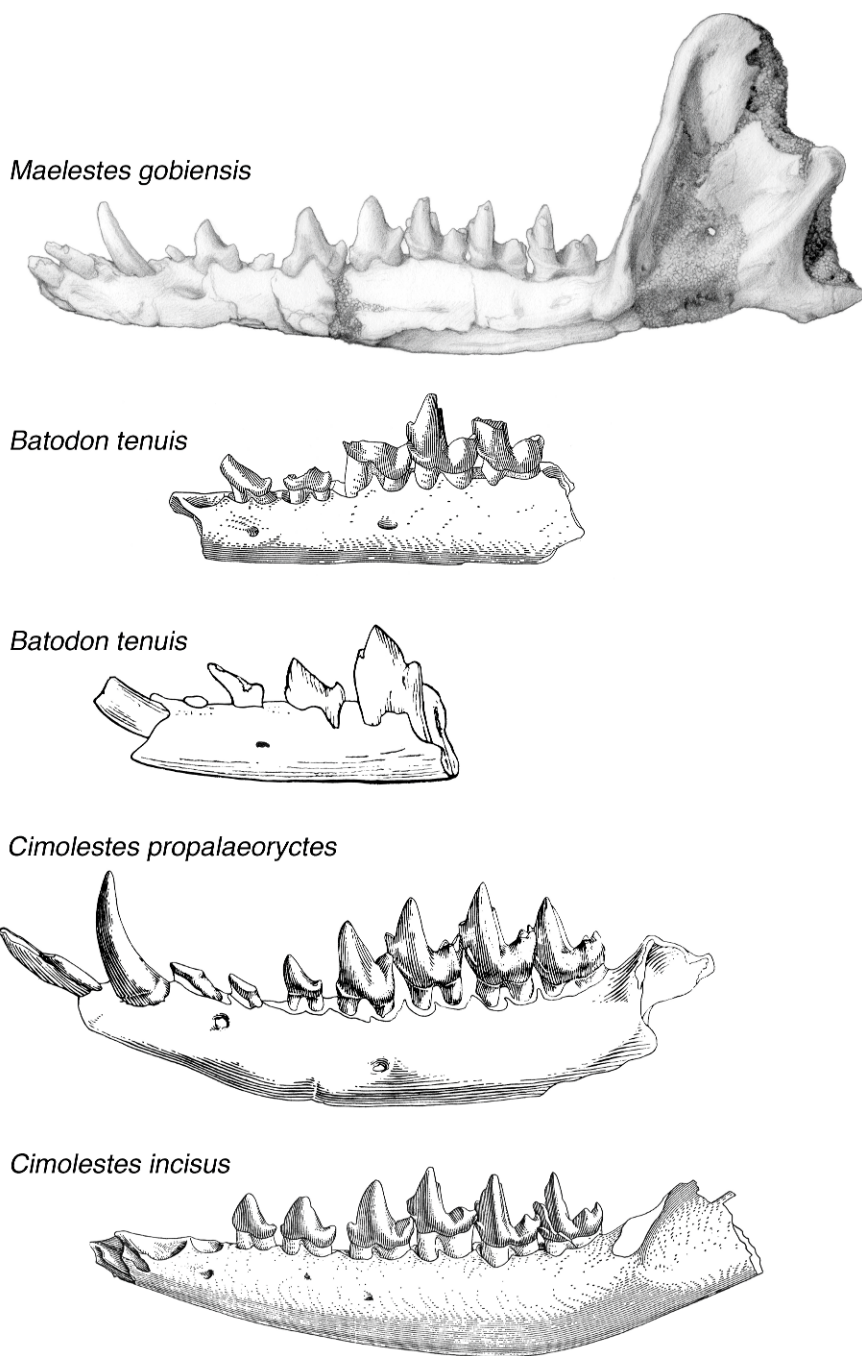 Maelestes gobiensis
Batodon tenuis
Batodon tenuis
Cimolestes propalaeoryctes
Cimolestes incisus